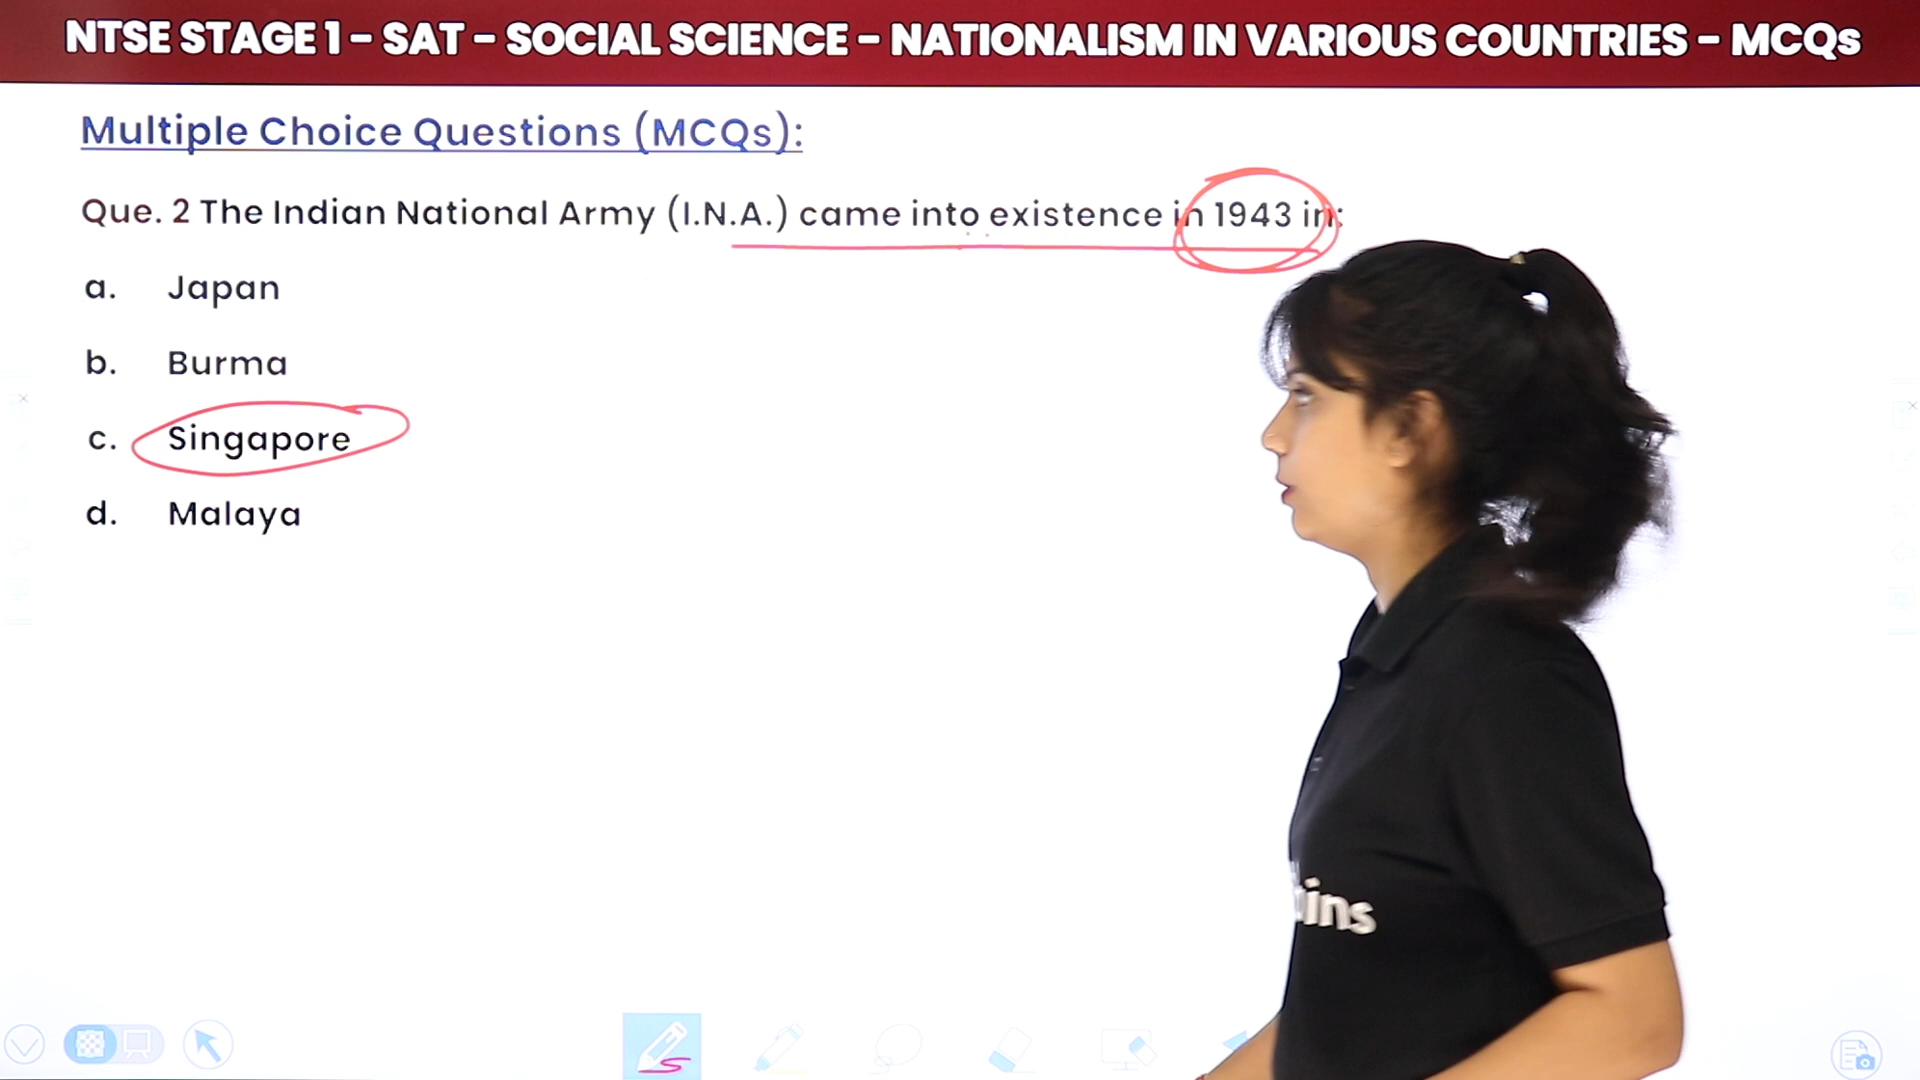 NTSE STAGE 1 – SAT – SOCIAL SCIENCE – NATIONALISM IN VARIOUS COUNTRIES – MCQs
Multiple Choice Questions (MCQs):
Que. 2 The Indian National Army (I.N.A.) came into existence in 1943 in:
a. Japan
b. Burma
c. Singapore
d. Malaya